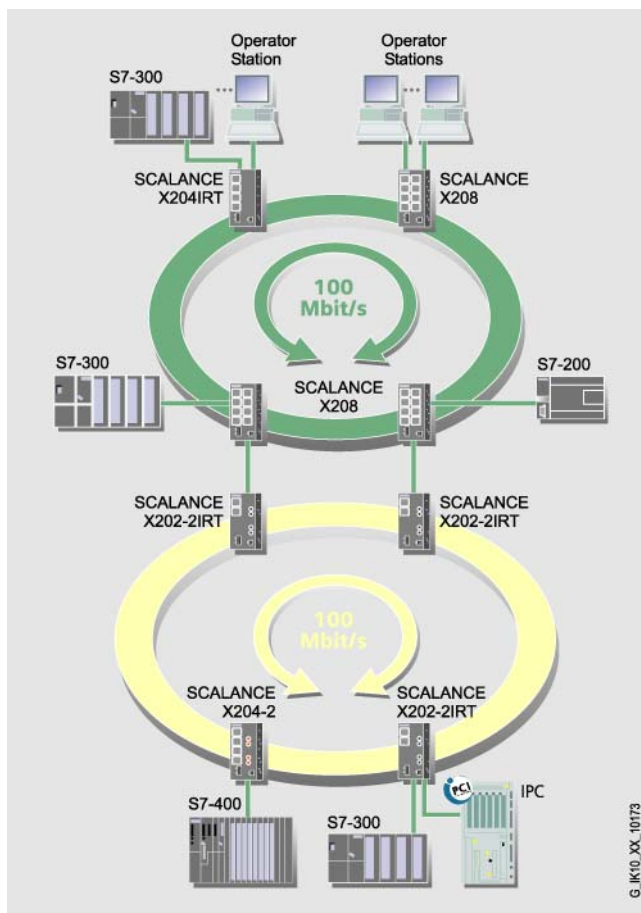 Operator
Station
Operator
Stations
S7-300
SCALANCE
X204IRT
SCALANCE
X208
100
Mbit/s
S7-300
SCALANCE
X208
S7-200
SCALANCE
X202-2IRT
SCALANCE
X202-2IRT
100
Mbit/s
SCALANCE
X204-2
SCALANCE
X202-2IRT
S7-400
S7-300
PCI
IPC
G_IK10_XX_10173